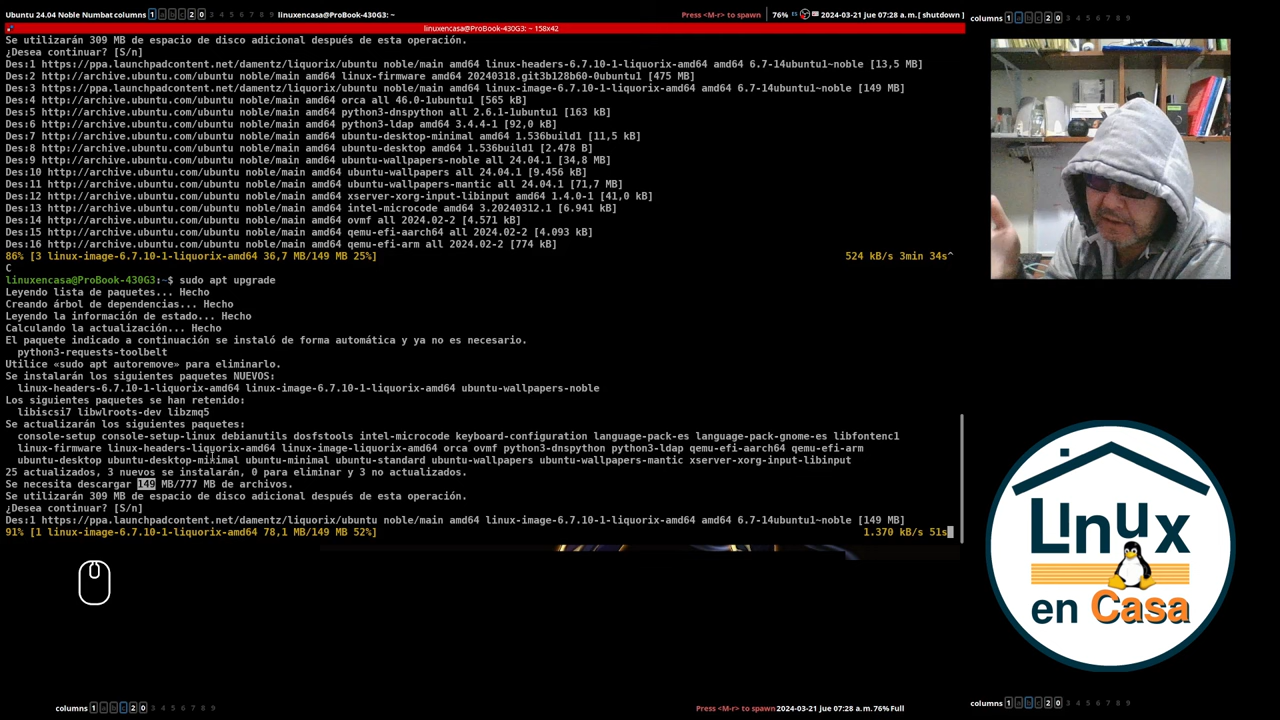 Ubuntu 24.04 Noble Numbat columns 1 a b c 2 0 3 4 5 6 7 8 9 linuxencasa@ProBook-430G3: ~ Press <M-r> to spawn 76% ES 2024-03-21 jue 07:28 a.m. [ shutdown ]
columns 1 a b c 2 0 3 4 5 6 7 8 9
linuxencasa@ProBook-430G3: ~ 158x42
Se utilizarán 309 MB de espacio de disco adicional después de esta operación.
¿Desea continuar? [S/n]
Des:1 https://ppa.launchpadcontent.net/damentz/liquorix/ubuntu noble/main amd64 linux-headers-6.7.10-1-liquorix-amd64 amd64 6.7-14ubuntu1~noble [13,5 MB]
Des:2 http://archive.ubuntu.com/ubuntu noble/main amd64 linux-firmware amd64 20240318.git3b128b60-0ubuntu1 [475 MB]
Des:3 https://ppa.launchpadcontent.net/damentz/liquorix/ubuntu noble/main amd64 linux-image-6.7.10-1-liquorix-amd64 amd64 6.7-14ubuntu1~noble [149 MB]
Des:4 http://archive.ubuntu.com/ubuntu noble/main amd64 orca all 46.0-1ubuntu1 [565 kB]
Des:5 http://archive.ubuntu.com/ubuntu noble/main amd64 python3-dnspython all 2.6.1-1ubuntu1 [163 kB]
Des:6 http://archive.ubuntu.com/ubuntu noble/main amd64 python3-ldap amd64 3.4.4-1 [92,0 kB]
Des:7 http://archive.ubuntu.com/ubuntu noble/main amd64 ubuntu-desktop-minimal amd64 1.536build1 [11,5 kB]
Des:8 http://archive.ubuntu.com/ubuntu noble/main amd64 ubuntu-desktop amd64 1.536build1 [2.478 B]
Des:9 http://archive.ubuntu.com/ubuntu noble/main amd64 ubuntu-wallpapers-noble all 24.04.1 [34,8 MB]
Des:10 http://archive.ubuntu.com/ubuntu noble/main amd64 ubuntu-wallpapers all 24.04.1 [9.456 kB]
Des:11 http://archive.ubuntu.com/ubuntu noble/main amd64 ubuntu-wallpapers-mantic all 24.04.1 [71,7 MB]
Des:12 http://archive.ubuntu.com/ubuntu noble/main amd64 xserver-xorg-input-libinput amd64 1.4.0-1 [41,0 kB]
Des:13 http://archive.ubuntu.com/ubuntu noble/main amd64 intel-microcode amd64 3.20240312.1 [6.941 kB]
Des:14 http://archive.ubuntu.com/ubuntu noble/main amd64 ovmf all 2024.02-2 [4.571 kB]
Des:15 http://archive.ubuntu.com/ubuntu noble/main amd64 qemu-efi-aarch64 all 2024.02-2 [4.093 kB]
Des:16 http://archive.ubuntu.com/ubuntu noble/main amd64 qemu-efi-arm all 2024.02-2 [774 kB]
86% [3 linux-image-6.7.10-1-liquorix-amd64 36,7 MB/149 MB 25%] 524 kB/s 3min 34s^
C
linuxencasa@ProBook-430G3:~$ sudo apt upgrade
Leyendo lista de paquetes... Hecho
Creando árbol de dependencias... Hecho
Leyendo la información de estado... Hecho
Calculando la actualización... Hecho
El paquete indicado a continuación se instaló de forma automática y ya no es necesario.
python3-requests-toolbelt
Utilice «sudo apt autoremove» para eliminarlo.
Se instalarán los siguientes paquetes NUEVOS:
linux-headers-6.7.10-1-liquorix-amd64 linux-image-6.7.10-1-liquorix-amd64 ubuntu-wallpapers-noble
Los siguientes paquetes se han retenido:
libiscsi7 libwlroots-dev libzmq5
Se actualizarán los siguientes paquetes:
console-setup console-setup-linux debianutils dosfstools intel-microcode keyboard-configuration language-pack-es language-pack-gnome-es libfontenc1
linux-firmware linux-headers-liquorix-amd64 linux-image-liquorix-amd64 orca ovmf python3-dnspython python3-ldap qemu-efi-aarch64 qemu-efi-arm
ubuntu-desktop ubuntu-desktop-minimal ubuntu-minimal ubuntu-standard ubuntu-wallpapers ubuntu-wallpapers-mantic xserver-xorg-input-libinput
25 actualizados, 3 nuevos se instalarán, 0 para eliminar y 3 no actualizados.
Se necesita descargar 149 MB/777 MB de archivos.
Se utilizarán 309 MB de espacio de disco adicional después de esta operación.
¿Desea continuar? [S/n]
Des:1 https://ppa.launchpadcontent.net/damentz/liquorix/ubuntu noble/main amd64 linux-image-6.7.10-1-liquorix-amd64 amd64 6.7-14ubuntu1~noble [149 MB]
91% [1 linux-image-6.7.10-1-liquorix-amd64 78,1 MB/149 MB 52%] 1.370 kB/s 51s
Linux
en Casa
columns 1 a b c 2 0 3 4 5 6 7 8 9 Press <M-r> to spawn 2024-03-21 jue 07:28 a.m. 76% Full
columns 1 a b c 2 0 3 4 5 6 7 8 9